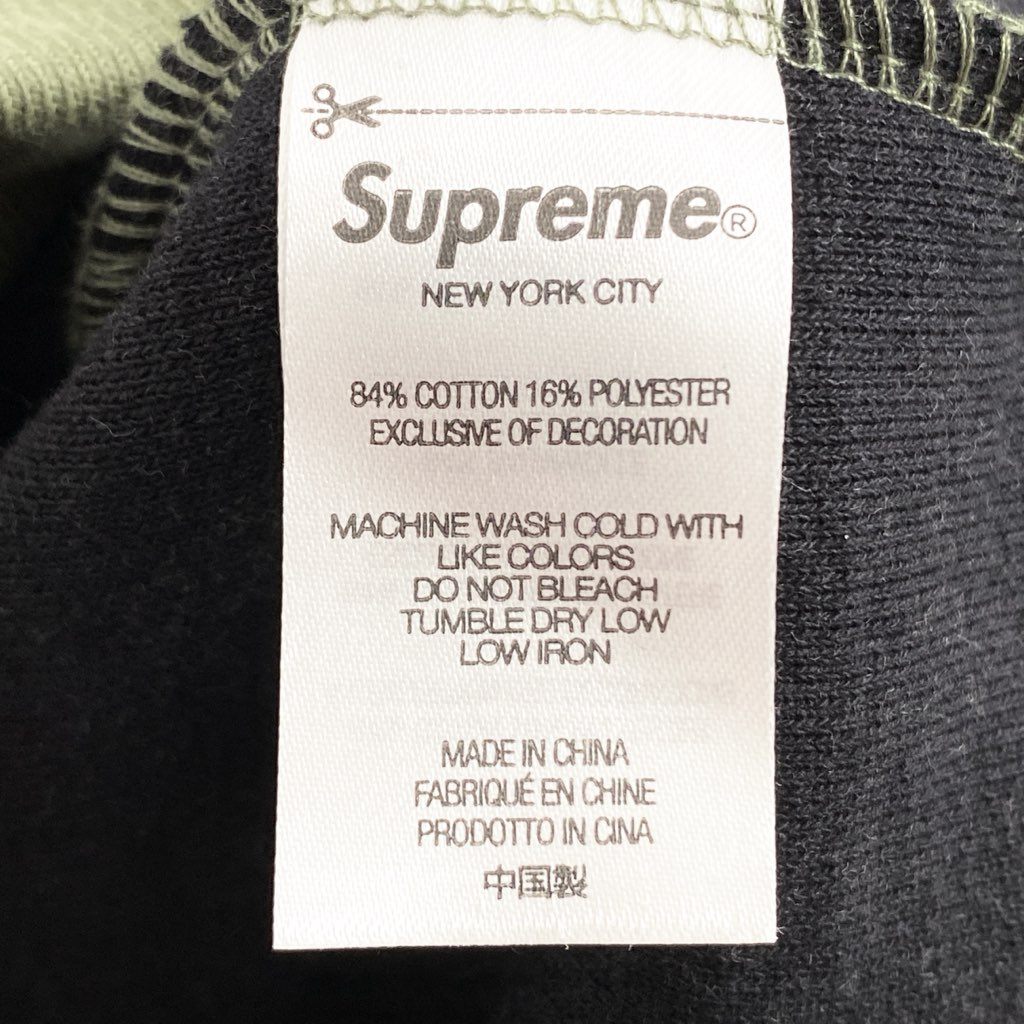 Supreme®
NEW YORK CITY
84% COTTON 16% POLYESTER
EXCLUSIVE OF DECORATION
MACHINE WASH COLD WITH
LIKE COLORS
DO NOT BLEACH
TUMBLE DRY LOW
LOW IRON
MADE IN CHINA
FABRIQUÉ EN CHINE
PRODOTTO IN CINA
中国製